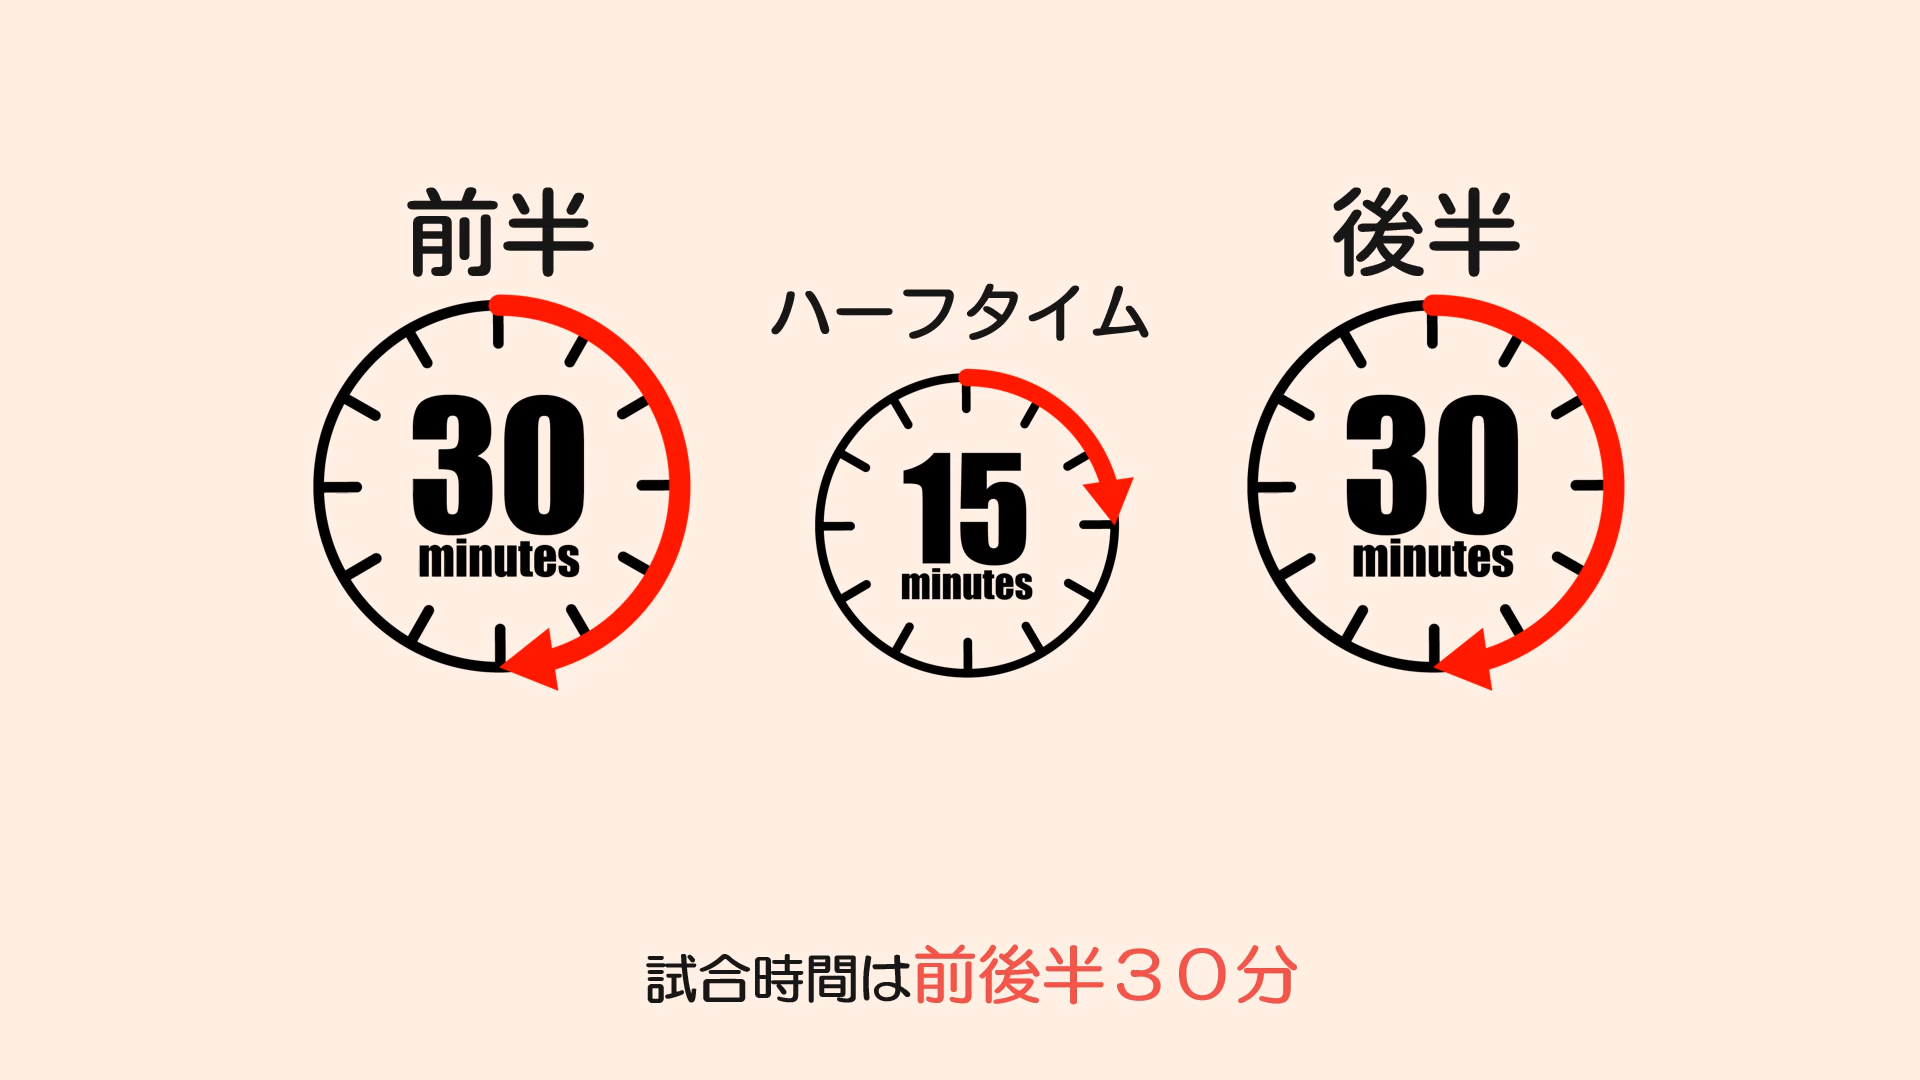 前半
30
minutes
ハーフタイム
15
minutes
後半
30
minutes
試合時間は前後半３０分